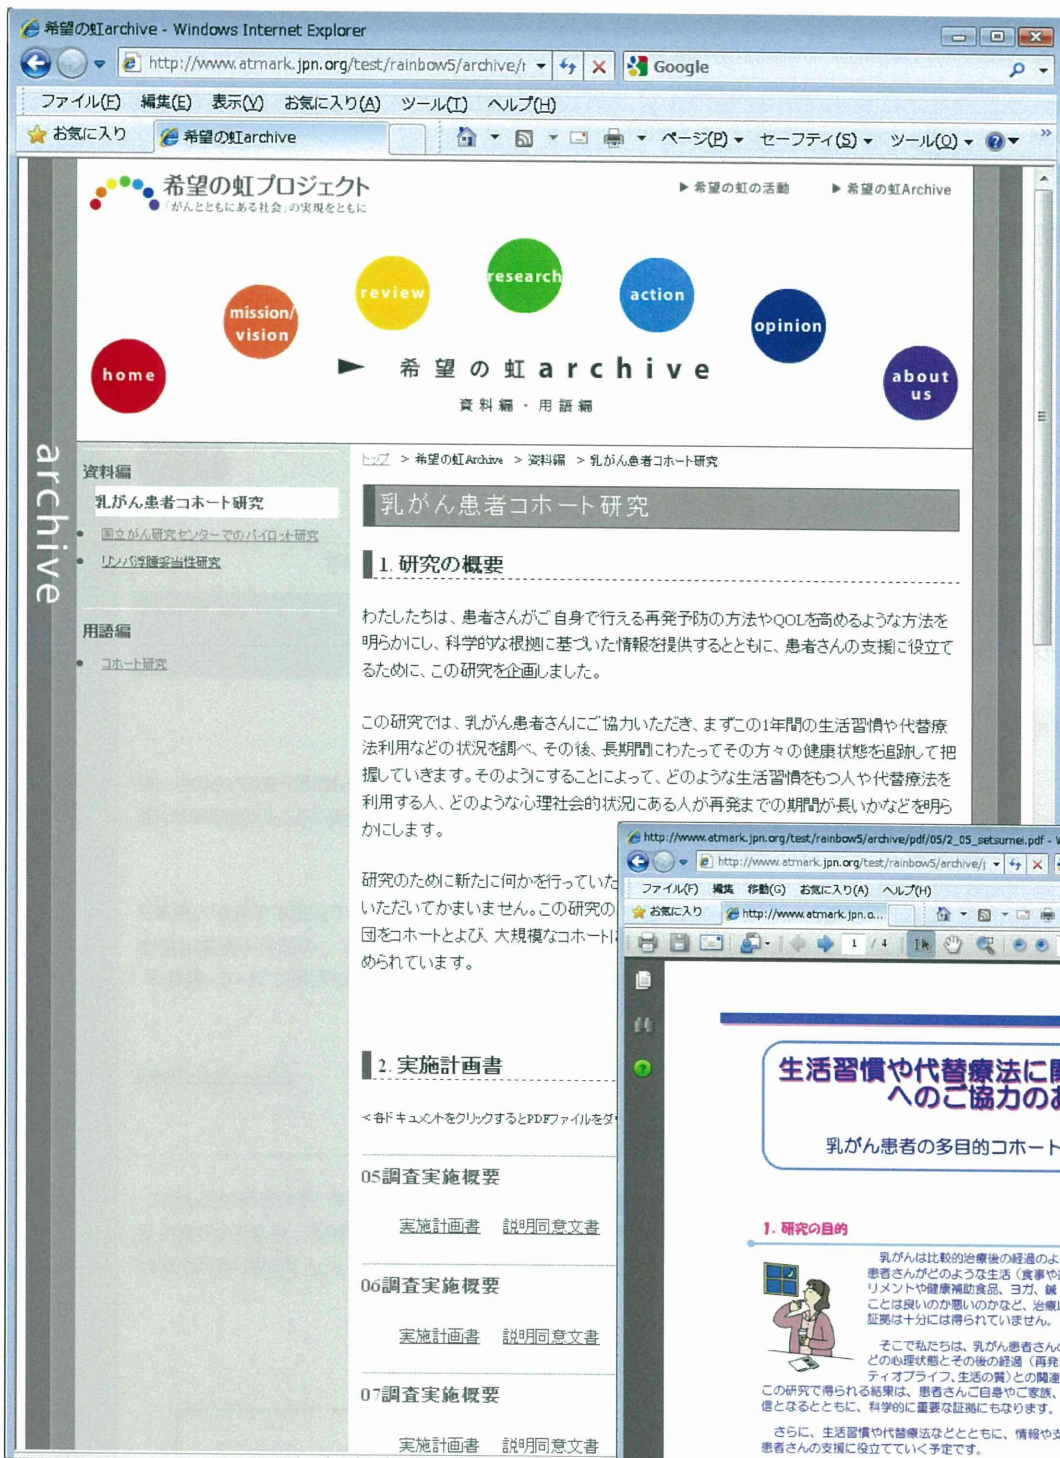 希望の虹archive - Windows Internet Explorer
http://www.atmark.jpn.org/test/rainbow5/archive/r
Google
ファイル(F) 編集(E) 表示(V) お気に入り(A) ツール(T) ヘルプ(H)
お気に入り 希望の虹archive ページ(P) セーフティ(S) ツール(O)
希望の虹プロジェクト
「がんとともにある社会」の実現をともに
▶希望の虹の活動 ▶希望の虹Archive
home
mission/
vision
review
research
action
opinion
about
us
▶ 希望の虹archive
資料編・用語編
archive
資料編
乳がん患者コホート研究
国立がん研究センターでのパイロット研究
リンパ浮腫妥当性研究
用語編
コホート研究
トップ > 希望の虹Archive > 資料編 > 乳がん患者コホート研究
乳がん患者コホート研究
1. 研究の概要
わたしたちは、患者さんがご自身で行える再発予防の方法やQOLを高めるような方法を
明らかにし、科学的な根拠に基づいた情報を提供するとともに、患者さんの支援に役立て
るために、この研究を企画しました。
この研究では、乳がん患者さんにご協力いただき、まずこの1年間の生活習慣や代替療
法利用などの状況を調べ、その後、長期間にわたってその方々の健康状態を追跡して把
握していきます。そのようにすることによって、どのような生活習慣をもつ人や代替療法を
利用する人、どのような心理社会的状況にある人が再発までの期間が長いかなどを明ら
かにします。
研究のために新たに何かを行っていた
いただいてかまいません。この研究の
団をコホートとよび、大規模なコホート
められています。
2. 実施計画書
<各ドキュメントをクリックするとPDFファイルをダ
05調査実施概要
実施計画書 説明同意文書
06調査実施概要
実施計画書 説明同意文書
07調査実施概要
実施計画書 説明同意文書
http://www.atmark.jpn.org/test/rainbow5/archive/pdf/05/2_05_setsumei.pdf - W
http://www.atmark.jpn.org/test/rainbow5/archive/
ファイル(F) 編集 移動(G) お気に入り(A) ヘルプ(H)
お気に入り http://www.atmark.jpn.o...
1 / 4
生活習慣や代替療法に
へのご協力のお
乳がん患者の多目的コホート
1. 研究の目的
乳がんは比較的治療後の経過のよ
患者さんがどのような生活（食事や
リメントや健康補助食品、ヨガ、鍼
ことは良いのか悪いのかなど、治療
証拠は十分には得られていません。
そこで私たちは、乳がん患者さんの
どの心理状態とその後の経過（再発
ティオブライフ、生活の質）との関連
この研究で得られる結果は、患者さんご自身やご家族、
信となるとともに、科学的に重要な証拠にもなります。
さらに、生活習慣や代替療法などとともに、情報や支
患者さんの支援に役立てていく予定です。